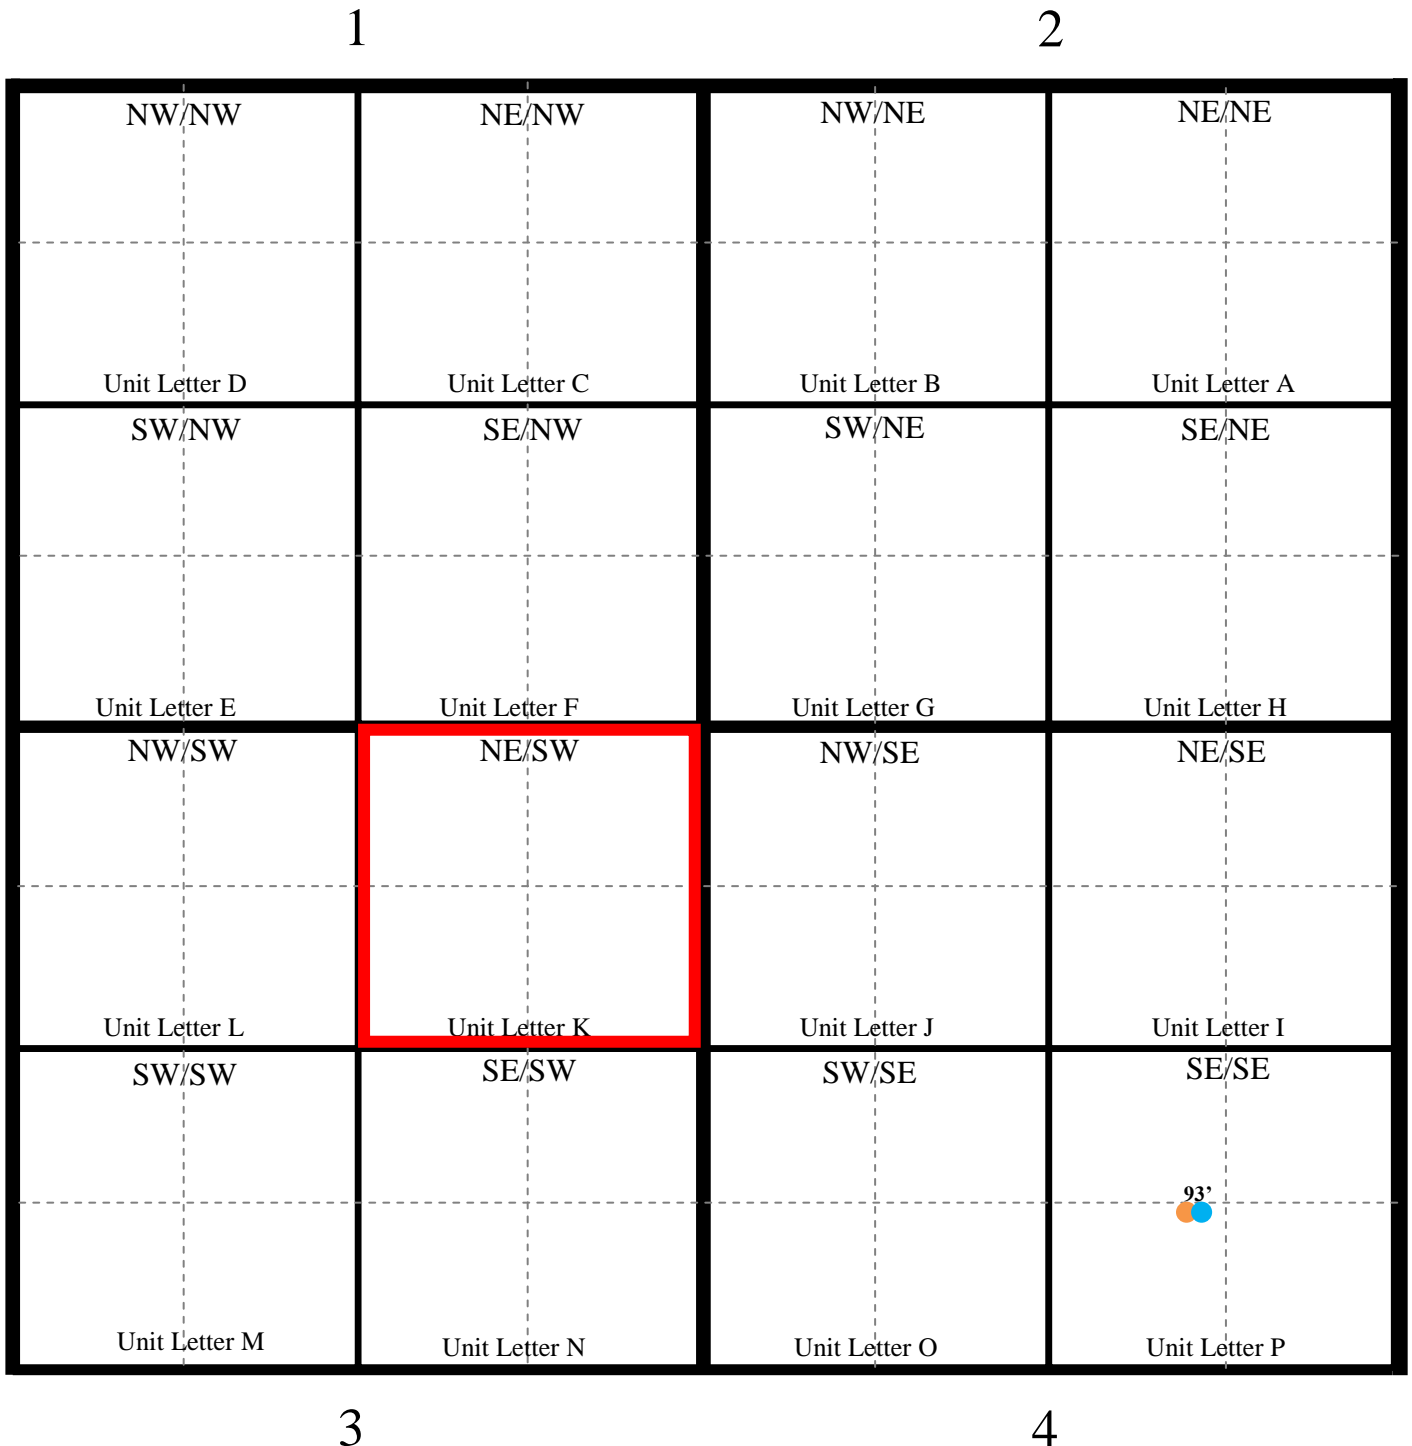 1 2
NW/NW NE/NW NW/NE NE/NE
Unit Letter D Unit Letter C Unit Letter B Unit Letter A
SW/NW SE/NW SW/NE SE/NE
Unit Letter E Unit Letter F Unit Letter G Unit Letter H
NW/SW NE/SW NW/SE NE/SE
Unit Letter L Unit Letter K Unit Letter J Unit Letter I
SW/SW SE/SW SW/SE SE/SE
93’
Unit Letter M Unit Letter N Unit Letter O Unit Letter P
3 4